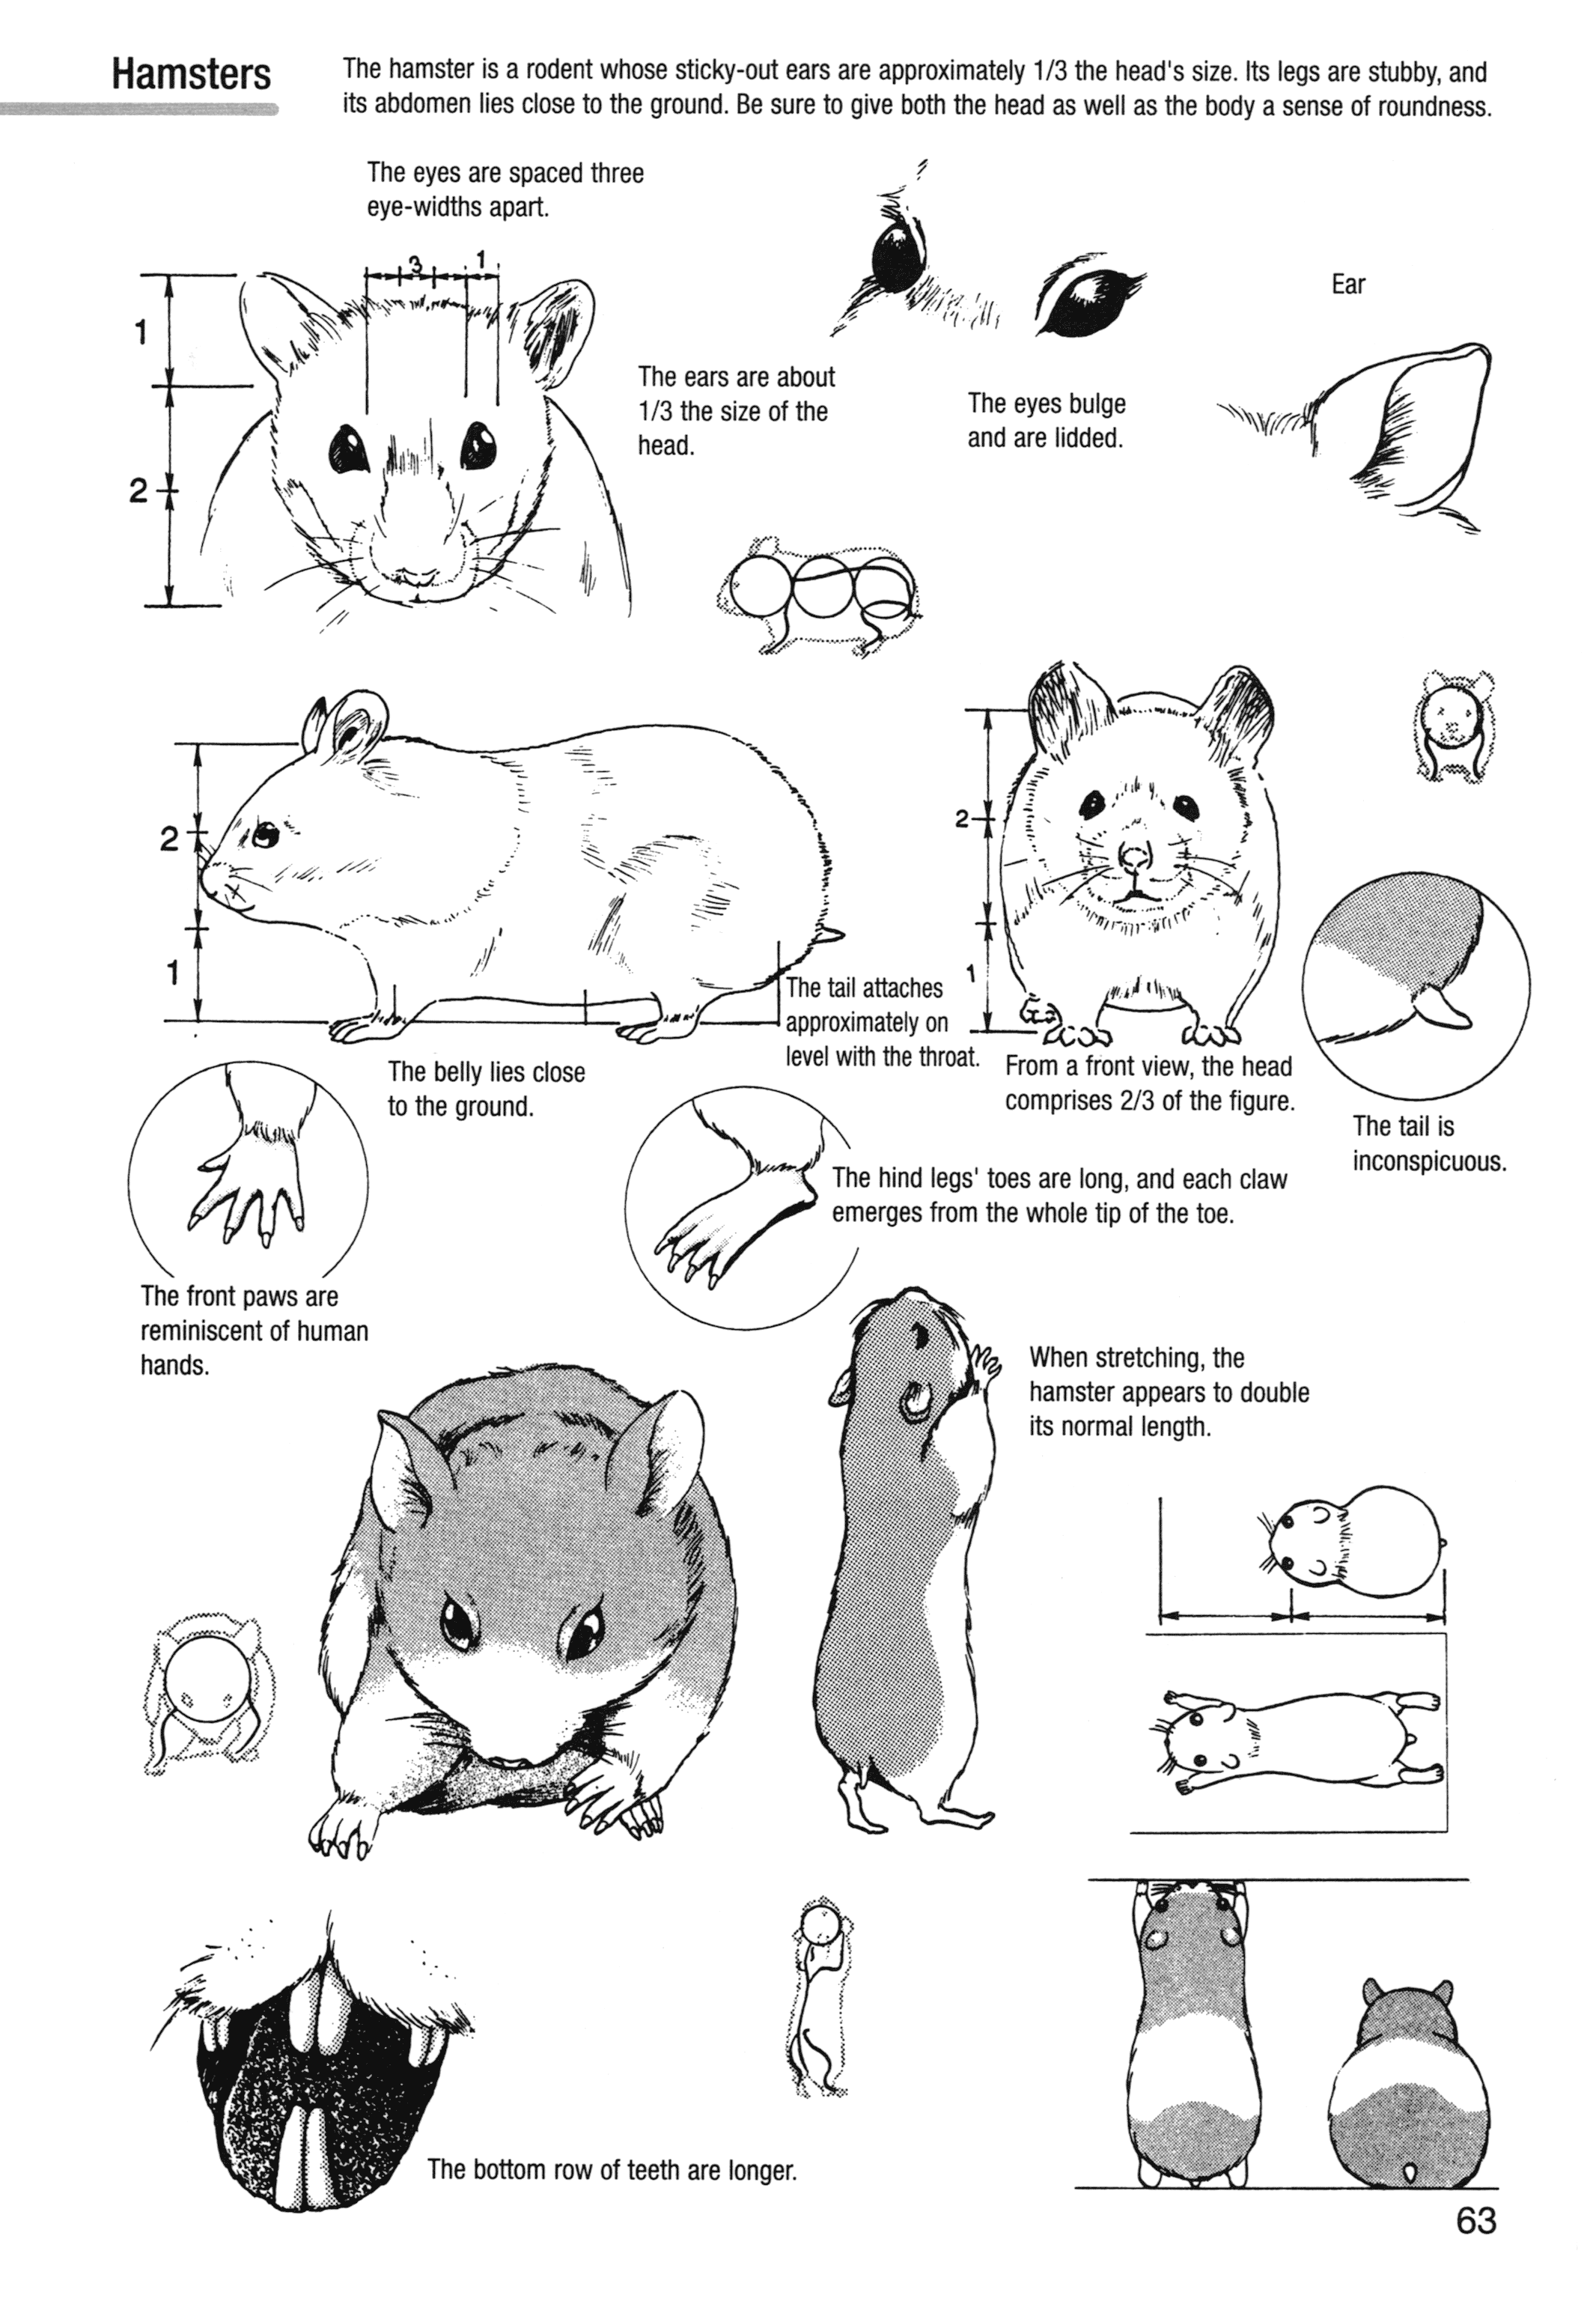 Hamsters
The hamster is a rodent whose sticky-out ears are approximately 1/3 the head's size. Its legs are stubby, and
its abdomen lies close to the ground. Be sure to give both the head as well as the body a sense of roundness.
The eyes are spaced three
eye-widths apart.
3
1
1
2
Ear
The ears are about
1/3 the size of the
head.
The eyes bulge
and are lidded.
2
1
2
1
The tail attaches
approximately on
level with the throat.
The belly lies close
to the ground.
From a front view, the head
comprises 2/3 of the figure.
The tail is
inconspicuous.
The hind legs' toes are long, and each claw
emerges from the whole tip of the toe.
The front paws are
reminiscent of human
hands.
When stretching, the
hamster appears to double
its normal length.
The bottom row of teeth are longer.
63